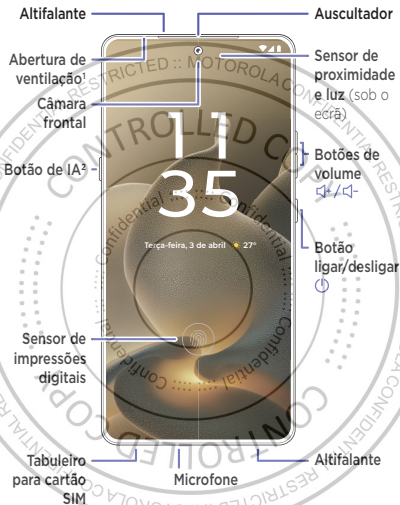 Altifalante
Auscultador
Abertura de
ventilação¹
Sensor de
proximidade
e luz (sob o
ecrã)
Câmara
frontal
Botão de IA²
Botões de
volume
Botão
ligar/desligar
11
35
Terça-feira, 3 de abril 27°
Sensor de
impressões
digitais
Tabuleiro
para cartão
SIM
Microfone
Altifalante
CONTROLLED COPY
CONTROLLED COPY
Confidential
Confidential
Confidential
Confidential
RESTRICTED :: MOTOROLA CONFIDENTIAL
MOTOROLA CONFIDENTIAL RESTRICTED